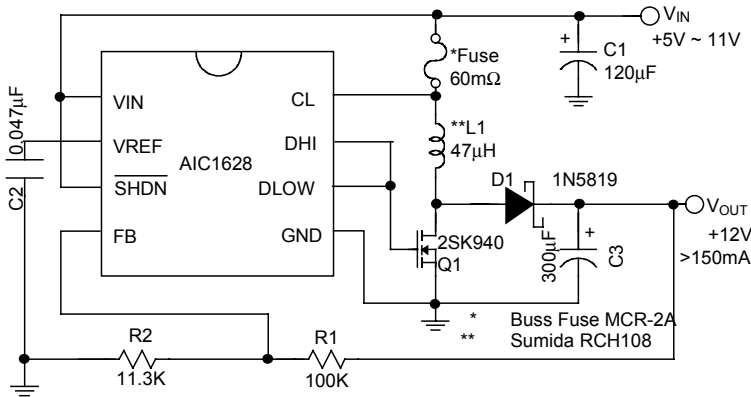 VIN
+5V ~ 11V
+
C1
120µF
*Fuse
60mΩ
**L1
47µH
0.047µF
C2
VIN
VREF
SHDN
FB
AIC1628
CL
DHI
DLOW
GND
D1
1N5819
2SK940
Q1
300µF
+
C3
VOUT
+12V
>150mA
* Buss Fuse MCR-2A
** Sumida RCH108
R2
11.3K
R1
100K